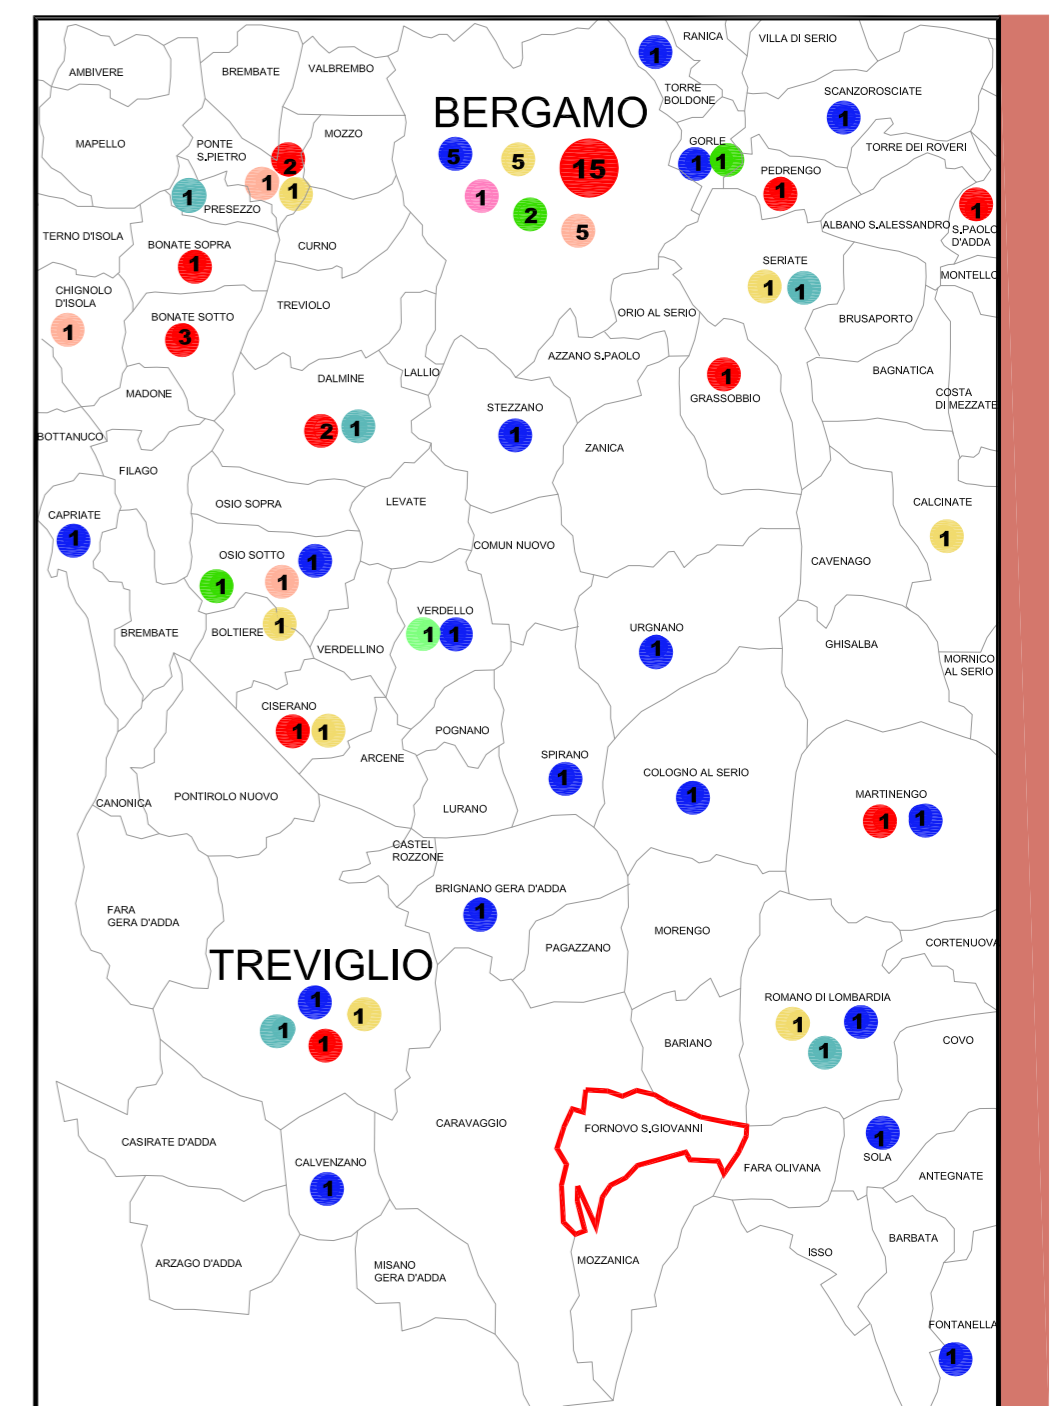 RANICA
VILLA DI SERIO
1
AMBIVERE
BREMBATE
VALBREMBO
TORRE
BOLDONE
SCANZOROSCIATE
1
BERGAMO
MAPELLO
PONTE
S.PIETRO
MOZZO
GORLE
TORRE DEI ROVERI
2
5
5
15
1
1
PEDRENGO
1
1
1
1
PRESEZZO
1
2
5
1
ALBANO S.ALESSANDRO
S.PAOLO
D'ADDA
TERNO D'ISOLA
BONATE SOPRA
CURNO
1
SERIATE
MONTELLO
CHIGNOLO
D'ISOLA
1
1
TREVIOLO
ORIO AL SERIO
BRUSAPORTO
1
BONATE SOTTO
3
AZZANO S.PAOLO
DALMINE
LALLIO
1
GRASSOBBIO
BAGNATICA
MADONE
COSTA
DI MEZZATE
STEZZANO
2
1
1
BOTTANUCO
ZANICA
FILAGO
OSIO SOPRA
LEVATE
CALCINATE
CAPRIATE
1
1
OSIO SOTTO
1
COMUN NUOVO
CAVENAGO
1
1
VERDELLO
1
1
1
BREMBATE
BOLTIERE
VERDELLINO
URGNANO
1
GHISALBA
MORNICO
AL SERIO
CISERANO
1
1
POGNANO
ARCENE
SPIRANO
1
COLOGNO AL SERIO
1
CANONICA
PONTIROLO NUOVO
LURANO
MARTINENGO
1
1
CASTEL
ROZZONE
BRIGNANO GERA D'ADDA
1
FARA
GERA D'ADDA
MORENGO
PAGAZZANO
CORTENUOVA
TREVIGLIO
1
1
1
1
ROMANO DI LOMBARDIA
1
1
1
BARIANO
COVO
CARAVAGGIO
FORNOVO S.GIOVANNI
CASIRATE D'ADDA
1
SOLA
CALVENZANO
1
FARA OLIVANA
ANTEGNATE
BARBATA
ISSO
ARZAGO D'ADDA
MISANO
GERA D'ADDA
MOZZANICA
FONTANELLA
1